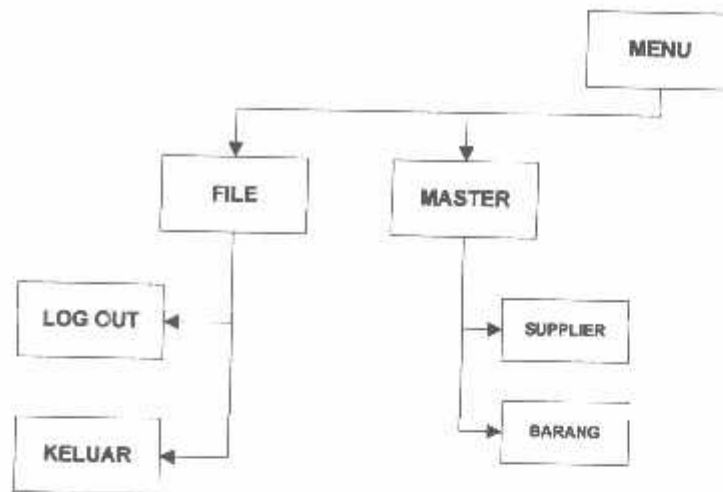 MENU
FILE
MASTER
LOG OUT
SUPPLIER
KELUAR
BARANG